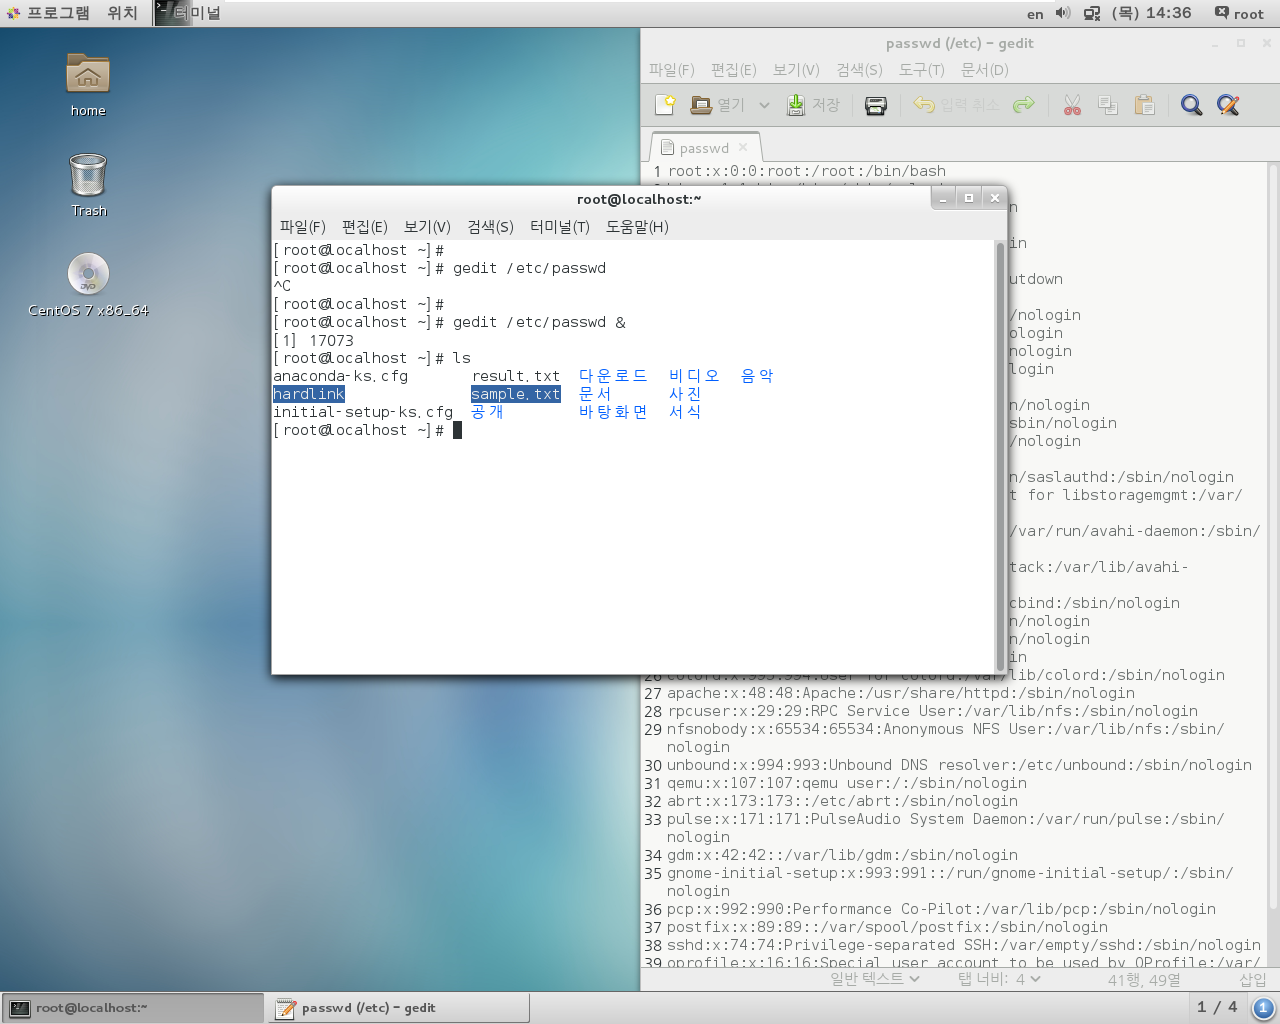 프로그램 위치 터미널 en (목) 14:36 root
home
Trash
DVD
CentOS 7 x86_64
passwd (/etc) - gedit
파일(F) 편집(E) 보기(V) 검색(S) 도구(T) 문서(D)
열기 저장 입력 취소
passwd
1 root:x:0:0:root:/root:/bin/bash
root@localhost:~
파일(F) 편집(E) 보기(V) 검색(S) 터미널(T) 도움말(H)
[root@localhost ~]#
[root@localhost ~]# gedit /etc/passwd
^C
[root@localhost ~]#
[root@localhost ~]# gedit /etc/passwd &
[1] 17073
[root@localhost ~]# ls
anaconda-ks.cfg result.txt 다운로드 비디오 음악
hardlink sample.txt 문서 사진
initial-setup-ks.cfg 공개 바탕화면 서식
[root@localhost ~]#
n
in
utdown
/nologin
ologin
nologin
login
/nologin
sbin/nologin
/nologin
n/saslauthd:/sbin/nologin
t for libstoragemgmt:/var/
/var/run/avahi-daemon:/sbin/
tack:/var/lib/avahi-
cbind:/sbin/nologin
n/nologin
n/nologin
in
26 colord:x:995:994:User for colord:/var/lib/colord:/sbin/nologin
27 apache:x:48:48:Apache:/usr/share/httpd:/sbin/nologin
28 rpcuser:x:29:29:RPC Service User:/var/lib/nfs:/sbin/nologin
29 nfsnobody:x:65534:65534:Anonymous NFS User:/var/lib/nfs:/sbin/
nologin
30 unbound:x:994:993:Unbound DNS resolver:/etc/unbound:/sbin/nologin
31 qemu:x:107:107:qemu user:/:/sbin/nologin
32 abrt:x:173:173::/etc/abrt:/sbin/nologin
33 pulse:x:171:171:PulseAudio System Daemon:/var/run/pulse:/sbin/
nologin
34 gdm:x:42:42::/var/lib/gdm:/sbin/nologin
35 gnome-initial-setup:x:993:991::/run/gnome-initial-setup/:/sbin/
nologin
36 pcp:x:992:990:Performance Co-Pilot:/var/lib/pcp:/sbin/nologin
37 postfix:x:89:89::/var/spool/postfix:/sbin/nologin
38 sshd:x:74:74:Privilege-separated SSH:/var/empty/sshd:/sbin/nologin
39 oprofile:x:16:16:Special user account to be used by OProfile:/var/
일반 텍스트 탭 너비: 4 41행, 49열 삽입
root@localhost:~ passwd (/etc) - gedit 1 / 4 1